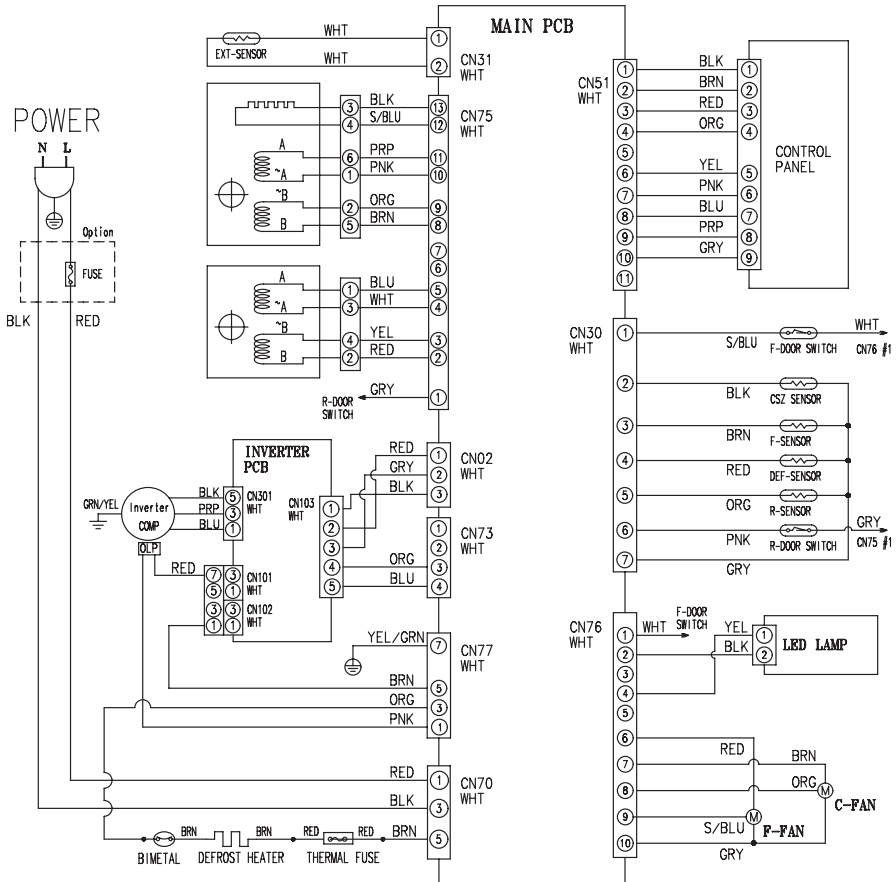 MAIN PCB
WHT
EXT-SENSOR
WHT
1
2
CN31
WHT
POWER
N L
Option
FUSE
BLK
RED
3 BLK 13
4 S/BLU 12
CN75
WHT
A
6 PRP 11
~A
1 PNK 10
~B
2 ORG 9
B
5 BRN 8
7
6
A
1 BLU 5
~A
3 WHT 4
~B
4 YEL 3
B
2 RED 2
GRY 1
R-DOOR
SWITCH
INVERTER
PCB
RED 1
GRY 2
BLK 3
CN02
WHT
GRN/YEL
Inverter
COMP
OLP
BLK 5
PRP 3
BLU 1
CN301
WHT
CN103
WHT
1
2
3
4
5
1
2
ORG 3
BLU 4
CN73
WHT
RED
7 3
5 1
CN101
WHT
3 3
1 1
CN102
WHT
YEL/GRN 7
CN77
WHT
BRN 5
ORG 3
PNK 1
RED 1
CN70
WHT
BLK 3
BRN BRN RED RED BRN 5
BIMETAL DEFROST HEATER THERMAL FUSE
CN51
WHT
1 BLK 1
2 BRN 2
3 RED 3
4 ORG 4
5
6 YEL 5
7 PNK 6
8 BLU 7
9 PRP 8
10 GRY 9
11
CONTROL
PANEL
CN30
WHT
1
S/BLU F-DOOR SWITCH WHT
CN76 #1
2
BLK CSZ SENSOR
3
BRN F-SENSOR
4
RED DEF-SENSOR
5
ORG R-SENSOR
6
PNK R-DOOR SWITCH GRY
CN75 #1
7
GRY
CN76
WHT
1 WHT
F-DOOR
SWITCH
YEL 1
2 BLK 2
LED LAMP
3
4
5
6
RED
7 BRN
8 ORG
M
C-FAN
9
S/BLU
M
F-FAN
10
GRY